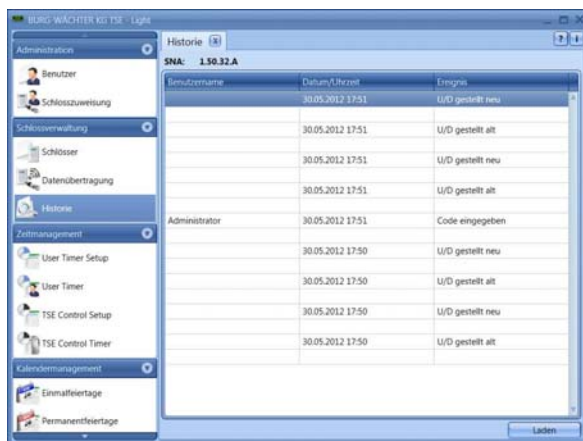 BURG-WÄCHTER KG TSE - Light
Administration
Benutzer
Schlosszuweisung
Schlossverwaltung
Schlösser
Datenübertragung
Historie
Zeitmanagement
User Timer Setup
User Timer
TSE Control Setup
TSE Control Timer
Kalendermanagement
Einmalfeiertage
Permanentfeiertage
Historie
SNA: 1.50.32.A
Benutzername Datum/Uhrzeit Ereignis
30.05.2012 17:51 U/D gestellt neu
30.05.2012 17:51 U/D gestellt alt
30.05.2012 17:51 U/D gestellt neu
30.05.2012 17:51 U/D gestellt alt
Administrator 30.05.2012 17:51 Code eingegeben
30.05.2012 17:50 U/D gestellt neu
30.05.2012 17:50 U/D gestellt alt
30.05.2012 17:50 U/D gestellt neu
30.05.2012 17:50 U/D gestellt alt
Laden